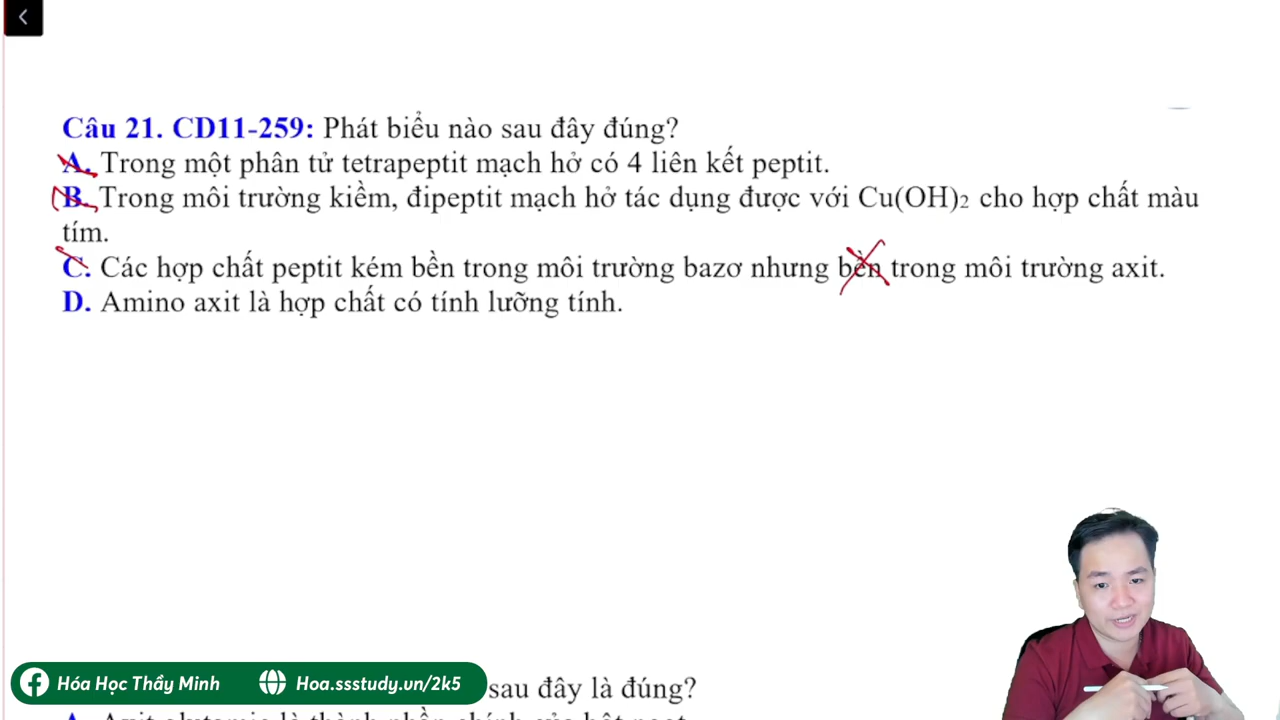 Câu 21. CD11-259: Phát biểu nào sau đây đúng?
A. Trong một phân tử tetrapeptit mạch hở có 4 liên kết peptit.
B. Trong môi trường kiềm, đipeptit mạch hở tác dụng được với Cu(OH)2 cho hợp chất màu
tím.
C. Các hợp chất peptit kém bền trong môi trường bazơ nhưng bền trong môi trường axit.
D. Amino axit là hợp chất có tính lưỡng tính.
sau đây là đúng?
Hóa Học Thầy Minh Hoa.ssstudy.vn/2k5